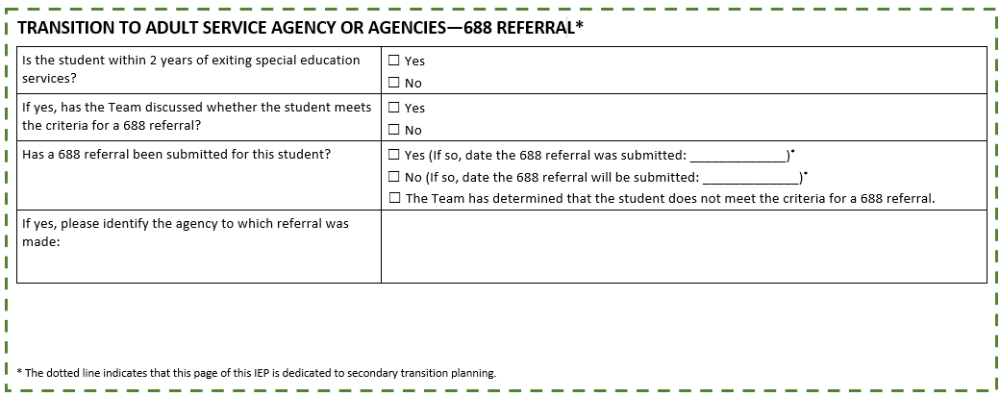 TRANSITION TO ADULT SERVICE AGENCY OR AGENCIES—688 REFERRAL*
Is the student within 2 years of exiting special education
services?
☐ Yes
☐ No
If yes, has the Team discussed whether the student meets
the criteria for a 688 referral?
☐ Yes
☐ No
Has a 688 referral been submitted for this student?
☐ Yes (If so, date the 688 referral was submitted: _____________)*
☐ No (If so, date the 688 referral will be submitted: _____________)*
☐ The Team has determined that the student does not meet the criteria for a 688 referral.
If yes, please identify the agency to which referral was
made:
* The dotted line indicates that this page of this IEP is dedicated to secondary transition planning.